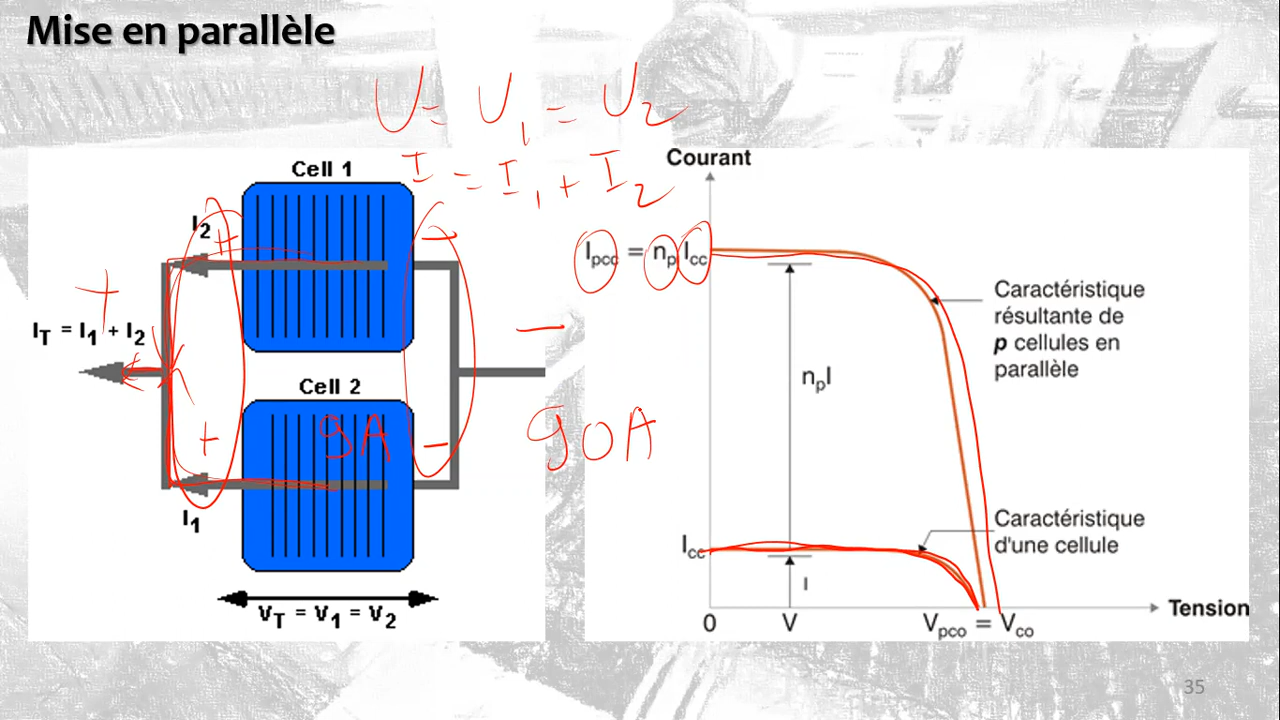 Mise en parallèle
U = U1 = U2
I = I1 + I2
Cell 1
I2
+
−
+
IT = I1 + I2
−
Cell 2
9A
90A
+
−
I1
VT = V1 = V2
Courant
Ipcc = np Icc
Caractéristique
résultante de
p cellules en
parallèle
npI
Caractéristique
d'une cellule
Icc
I
Tension
0
V
Vpco = Vco
35